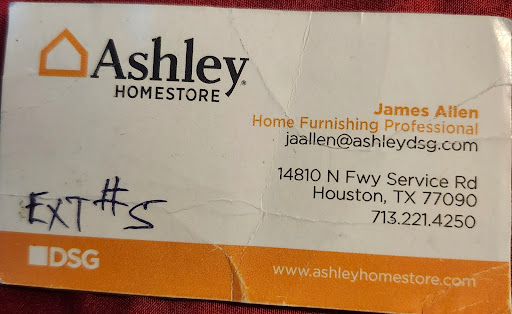 Ashley
HOMESTORE
James Allen
Home Furnishing Professional
jaallen@ashleydsg.com
14810 N Fwy Service Rd
Houston, TX 77090
713.221.4250
EXT #5
DSG
www.ashleyhomestore.com